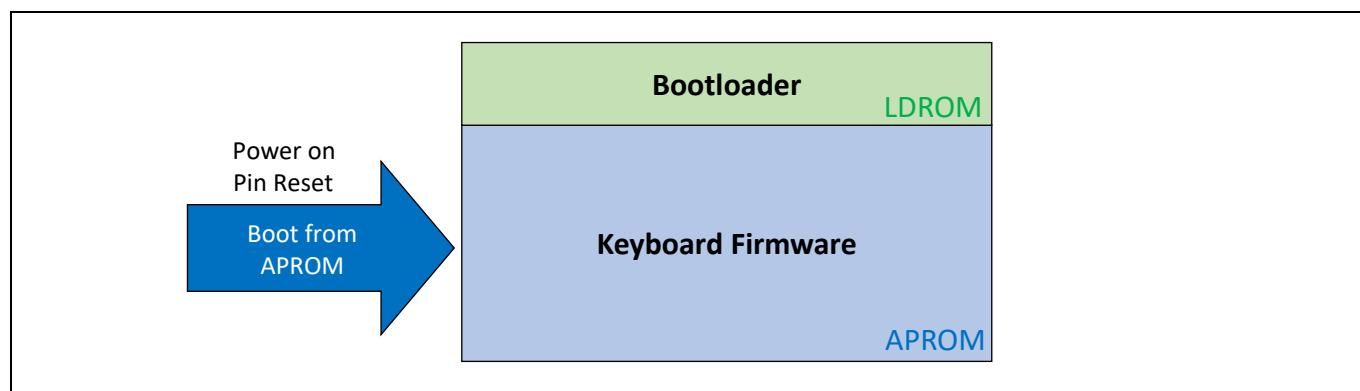 Bootloader
LDROM
Power on
Pin Reset
Boot from
APROM
Keyboard Firmware
APROM